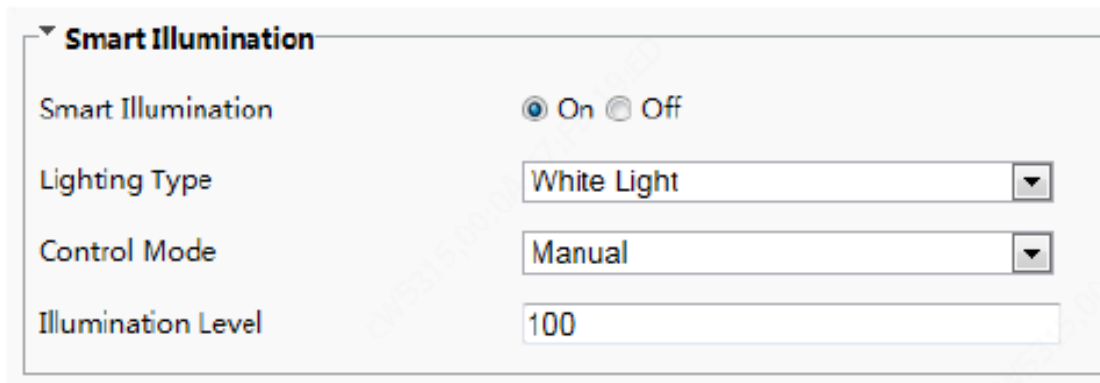 Smart Illumination
Smart Illumination On Off
Lighting Type White Light
Control Mode Manual
Illumination Level 100